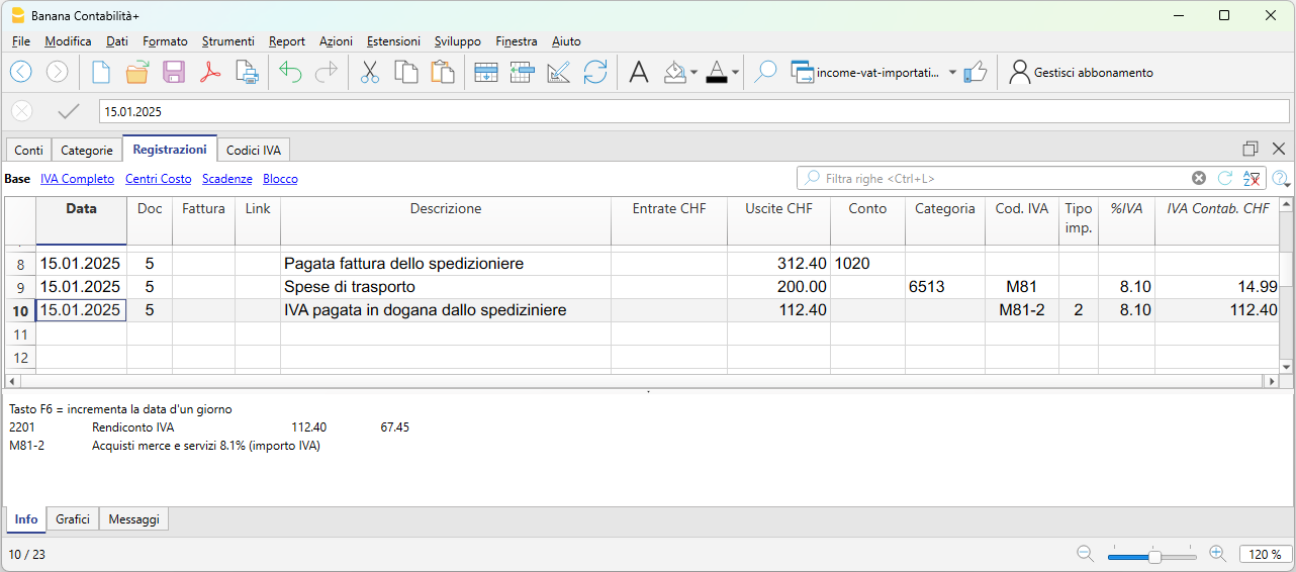 Banana Contabilità+
File Modifica Dati Formato Strumenti Report Azioni Estensioni Sviluppo Finestra Aiuto
income-vat-importati... Gestisci abbonamento
15.01.2025
Conti Categorie Registrazioni Codici IVA
Base IVA Completo Centri Costo Scadenze Blocco Filtra righe <Ctrl+L>
Data Doc Fattura Link Descrizione Entrate CHF Uscite CHF Conto Categoria Cod. IVA Tipo imp. %IVA IVA Contab. CHF
8 15.01.2025 5 Pagata fattura dello spedizioniere 312.40 1020
9 15.01.2025 5 Spese di trasporto 200.00 6513 M81 8.10 14.99
10 15.01.2025 5 IVA pagata in dogana dallo spediziniere 112.40 M81-2 2 8.10 112.40
11
12
Tasto F6 = incrementa la data d'un giorno
2201 Rendiconto IVA 112.40 67.45
M81-2 Acquisti merce e servizi 8.1% (importo IVA)
Info Grafici Messaggi
10 / 23 120 %